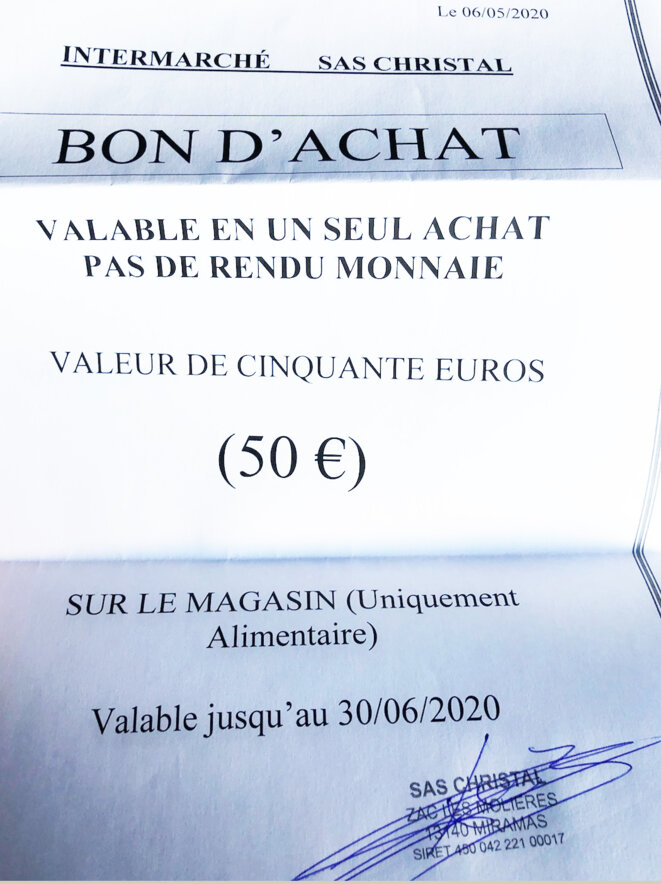 Le 06/05/2020
INTERMARCHÉ SAS CHRISTAL
BON D'ACHAT
VALABLE EN UN SEUL ACHAT
PAS DE RENDU MONNAIE
VALEUR DE CINQUANTE EUROS
(50 €)
SUR LE MAGASIN (Uniquement
Alimentaire)
Valable jusqu'au 30/06/2020
SAS CHRISTAL
ZAC LES MOLIERES
13140 MIRAMAS
SIRET 450 042 221 00017